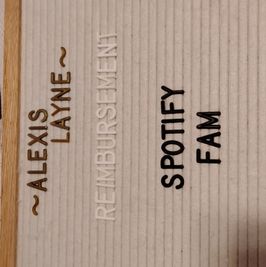 ~ALEXIS
LAYNE~
REIMBURSEMENT
SPOTIFY
FAM